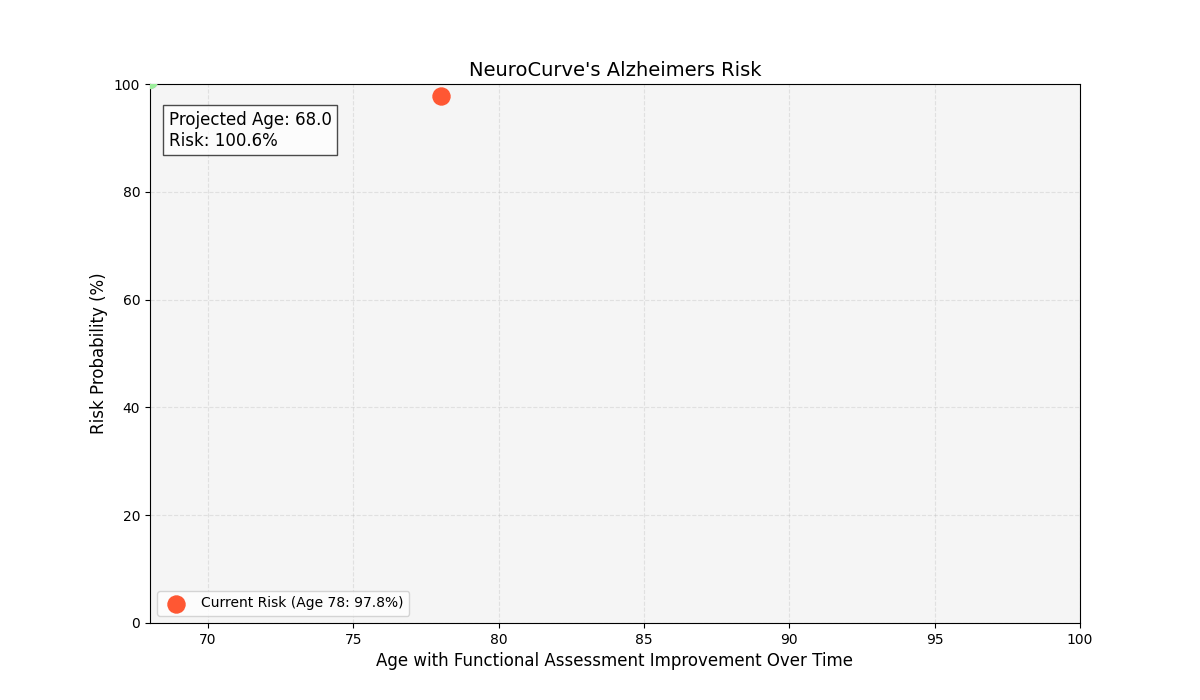 NeuroCurve's Alzheimers Risk
100
80
60
40
20
0
Risk Probability (%)
Projected Age: 68.0
Risk: 100.6%
Current Risk (Age 78: 97.8%)
70 75 80 85 90 95 100
Age with Functional Assessment Improvement Over Time